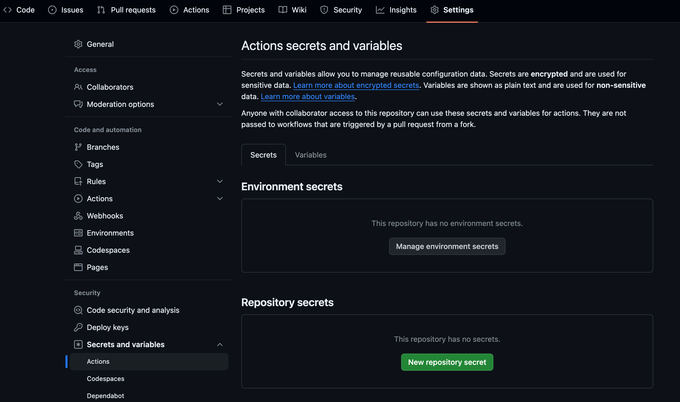 Code Issues Pull requests Actions Projects Wiki Security Insights Settings
General
Access
Collaborators
Moderation options
Code and automation
Branches
Tags
Rules
Actions
Webhooks
Environments
Codespaces
Pages
Security
Code security and analysis
Deploy keys
Secrets and variables
Actions
Codespaces
Dependabot
Actions secrets and variables
Secrets and variables allow you to manage reusable configuration data. Secrets are encrypted and are used for
sensitive data. Learn more about encrypted secrets. Variables are shown as plain text and are used for non-sensitive
data. Learn more about variables.
Anyone with collaborator access to this repository can use these secrets and variables for actions. They are not
passed to workflows that are triggered by a pull request from a fork.
Secrets Variables
Environment secrets
This repository has no environment secrets.
Manage environment secrets
Repository secrets
This repository has no secrets.
New repository secret